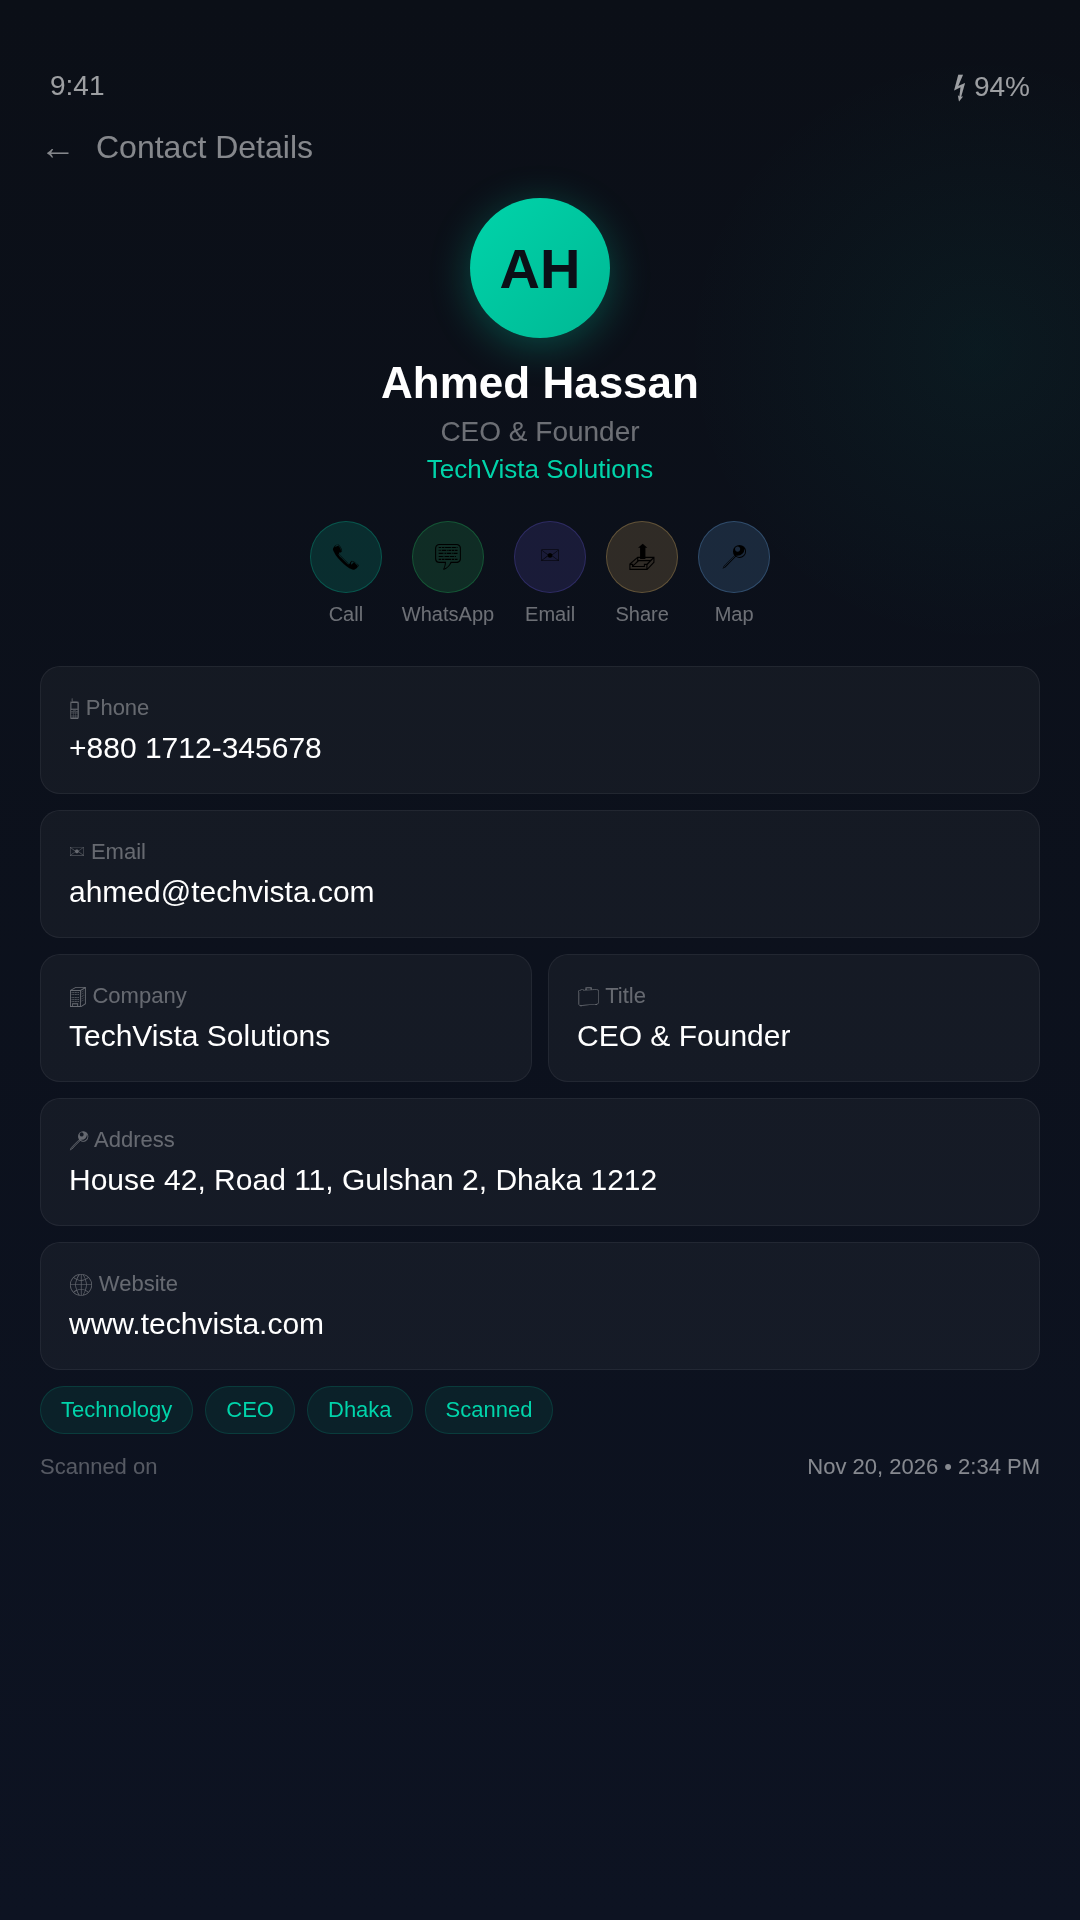 9:41
94%
← Contact Details
AH
Ahmed Hassan
CEO & Founder
TechVista Solutions
Call WhatsApp Email Share Map
Phone
+880 1712-345678
Email
ahmed@techvista.com
Company
TechVista Solutions
Title
CEO & Founder
Address
House 42, Road 11, Gulshan 2, Dhaka 1212
Website
www.techvista.com
Technology CEO Dhaka Scanned
Scanned on
Nov 20, 2026 • 2:34 PM